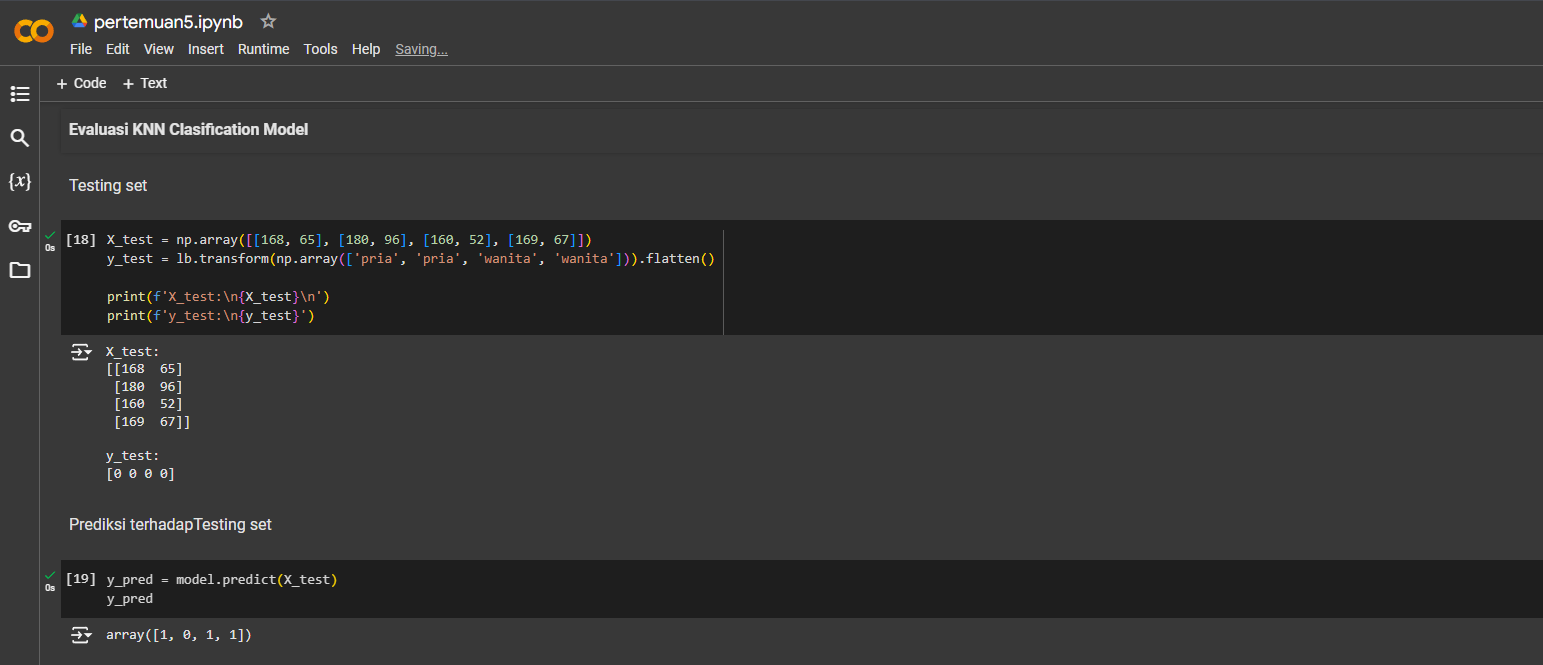 pertemuan5.ipynb
File Edit View Insert Runtime Tools Help Saving...
+ Code + Text
Evaluasi KNN Clasification Model
Testing set
0s
[18] X_test = np.array([[168, 65], [180, 96], [160, 52], [169, 67]])
y_test = lb.transform(np.array(['pria', 'pria', 'wanita', 'wanita'])).flatten()
print(f'X_test:\n{X_test}\n')
print(f'y_test:\n{y_test}')
X_test:
[[168  65]
 [180  96]
 [160  52]
 [169  67]]
y_test:
[0 0 0 0]
Prediksi terhadapTesting set
0s
[19] y_pred = model.predict(X_test)
y_pred
array([1, 0, 1, 1])